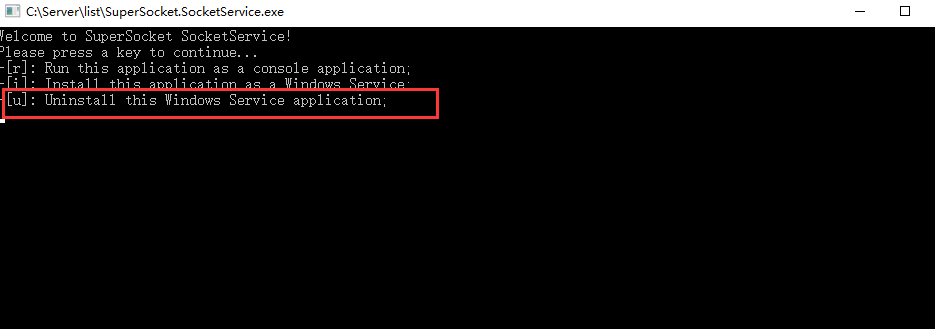 C:\Server\list\SuperSocket.SocketService.exe
Welcome to SuperSocket SocketService!
Please press a key to continue...
-[r]: Run this application as a console application;
-[i]: Install this application as a Windows Service;
-[u]: Uninstall this Windows Service application;